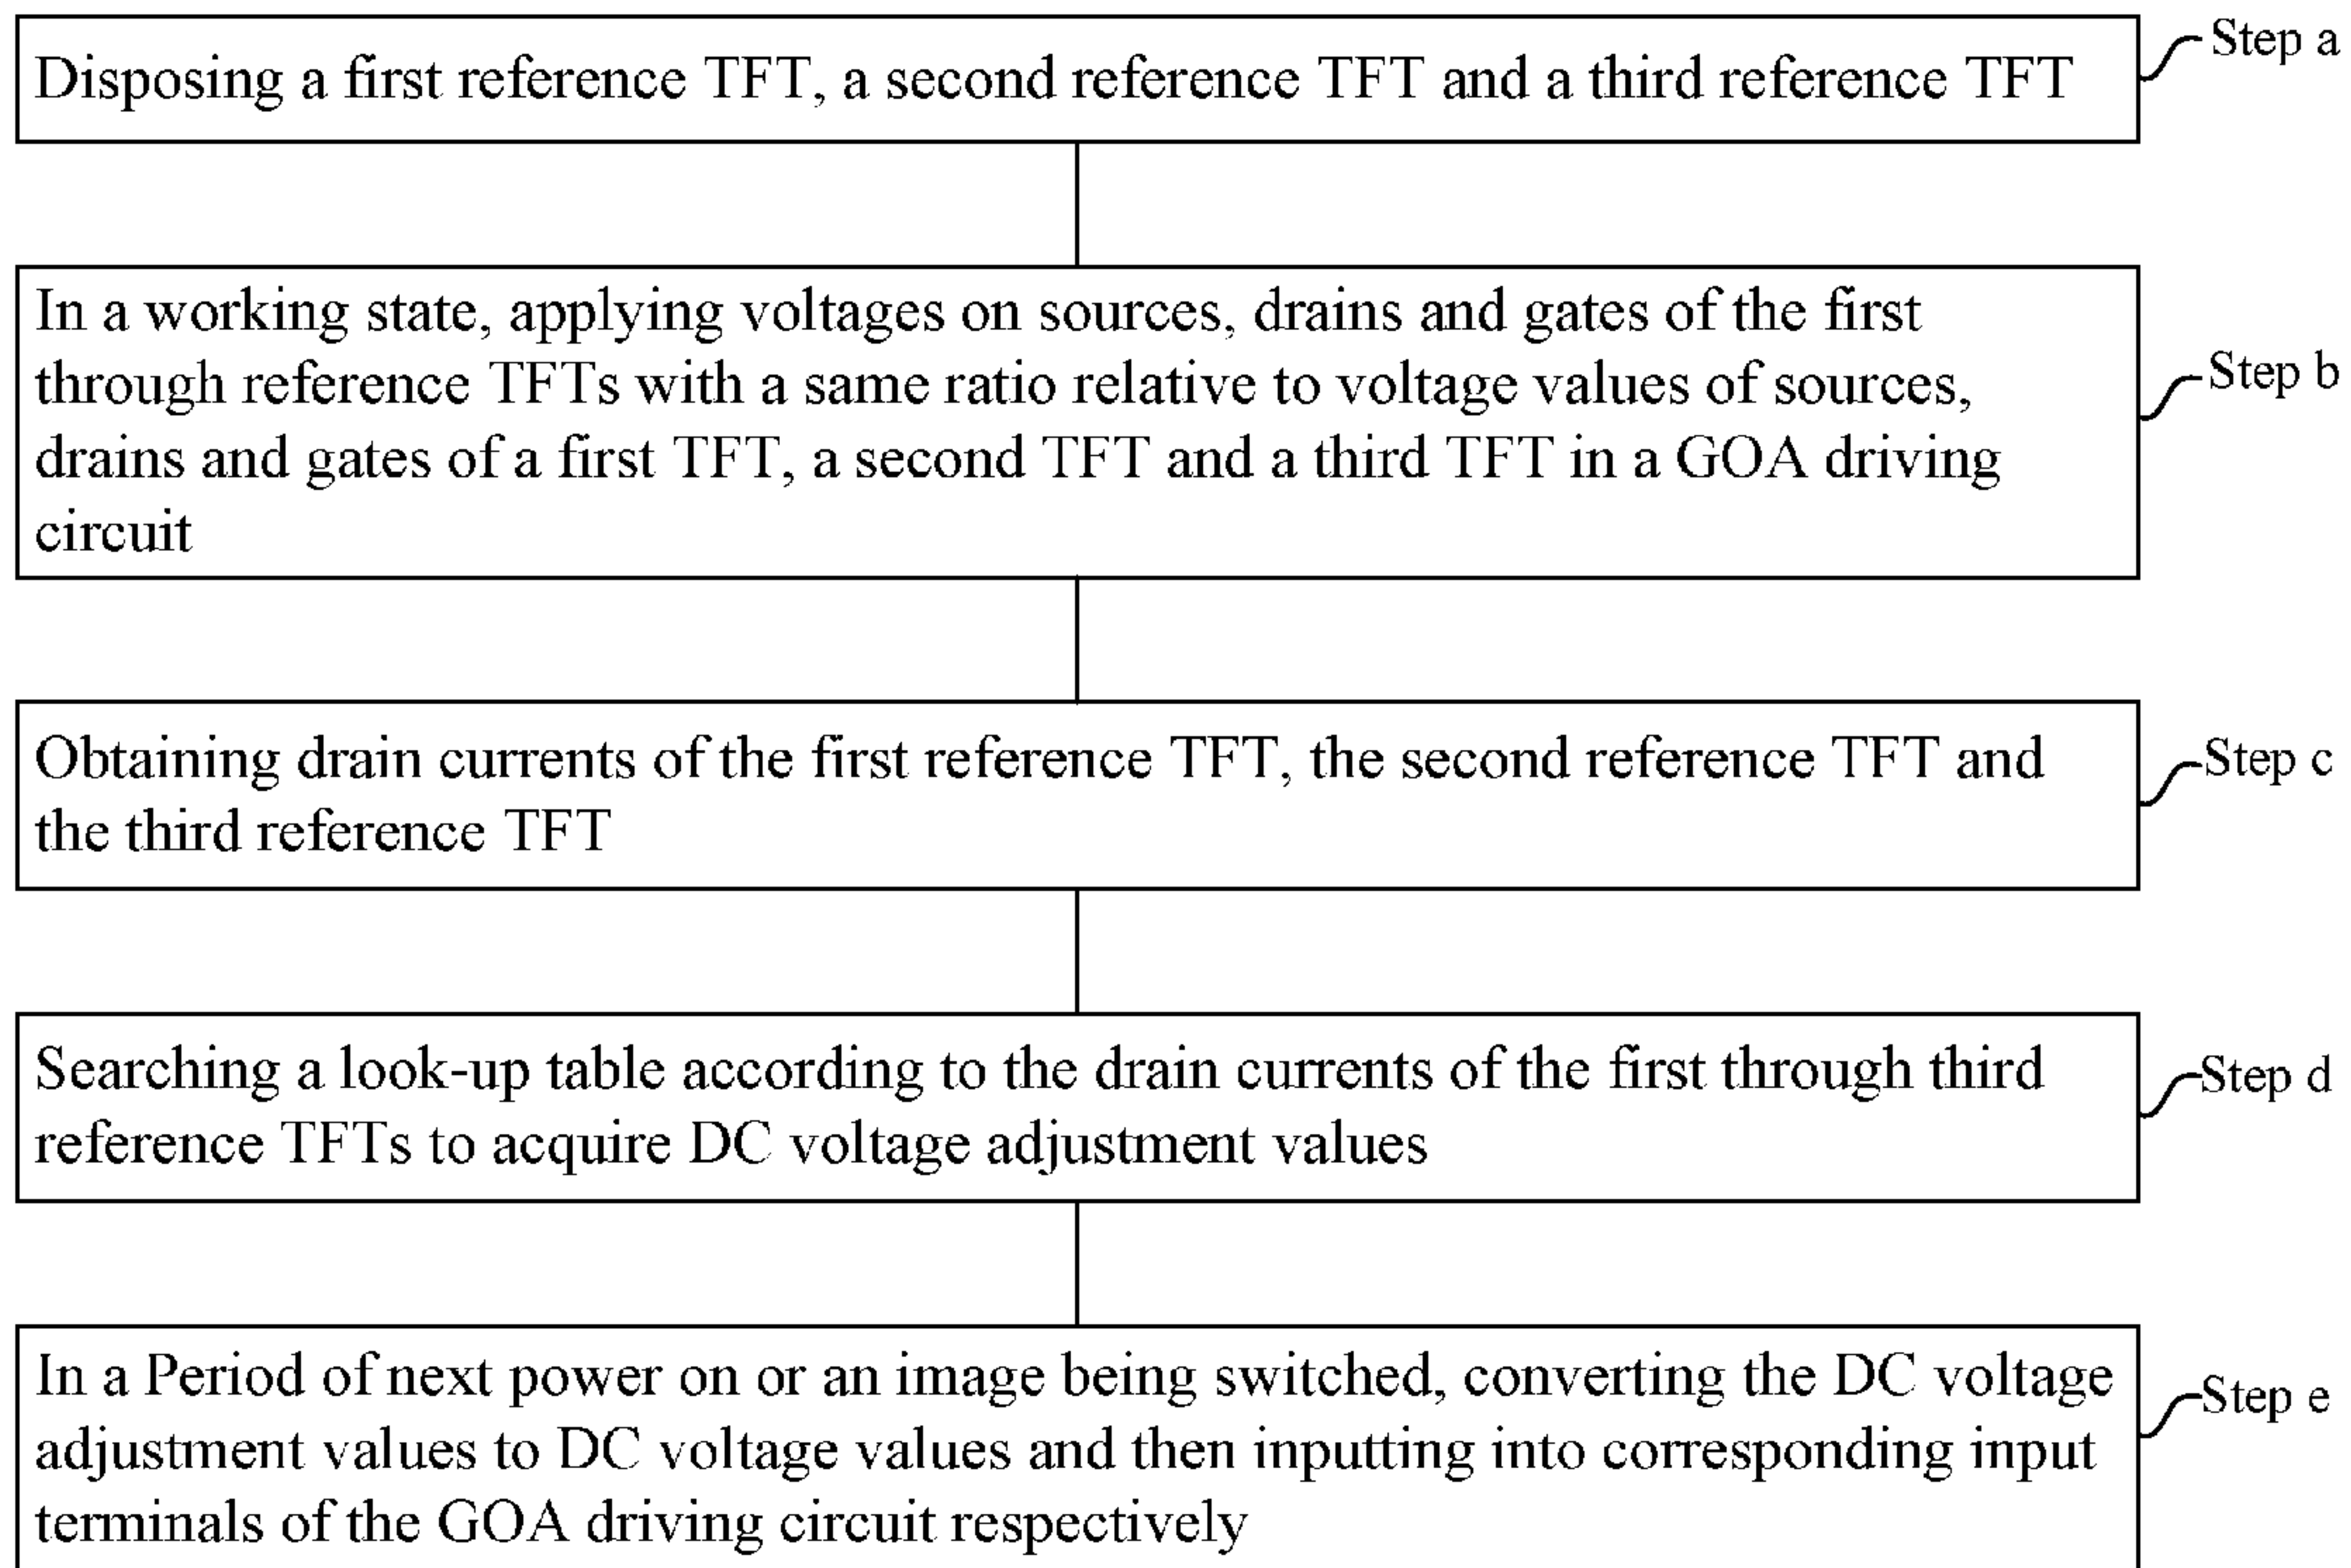 Disposing a first reference TFT, a second reference TFT and a third reference TFT
Step a
In a working state, applying voltages on sources, drains and gates of the first
through reference TFTs with a same ratio relative to voltage values of sources,
drains and gates of a first TFT, a second TFT and a third TFT in a GOA driving
circuit
Step b
Obtaining drain currents of the first reference TFT, the second reference TFT and
the third reference TFT
Step c
Searching a look-up table according to the drain currents of the first through third
reference TFTs to acquire DC voltage adjustment values
Step d
In a Period of next power on or an image being switched, converting the DC voltage
adjustment values to DC voltage values and then inputting into corresponding input
terminals of the GOA driving circuit respectively
Step e